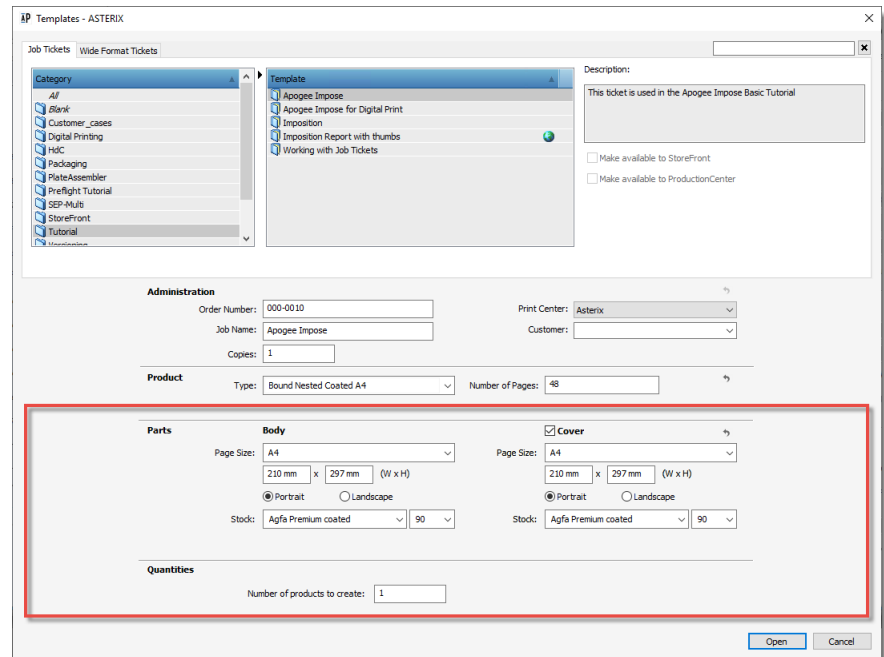 AP Templates - ASTERIX
Job Tickets Wide Format Tickets
Category
All
Blank
Customer_cases
Digital Printing
HdC
Packaging
PlateAssembler
Preflight Tutorial
SEP-Multi
StoreFront
Tutorial
Versioning
Template
Apogee Impose
Apogee Impose for Digital Print
Imposition
Imposition Report with thumbs
Working with Job Tickets
Description:
This ticket is used in the Apogee Impose Basic Tutorial
Make available to StoreFront
Make available to ProductionCenter
Administration
Order Number: 000-0010 Print Center: Asterix
Job Name: Apogee Impose Customer:
Copies: 1
Product
Type: Bound Nested Coated A4 Number of Pages: 48
Parts Body Cover
Page Size: A4 Page Size: A4
210 mm x 297 mm (W x H) 210 mm x 297 mm (W x H)
Portrait Landscape Portrait Landscape
Stock: Agfa Premium coated 90 Stock: Agfa Premium coated 90
Quantities
Number of products to create: 1
Open Cancel